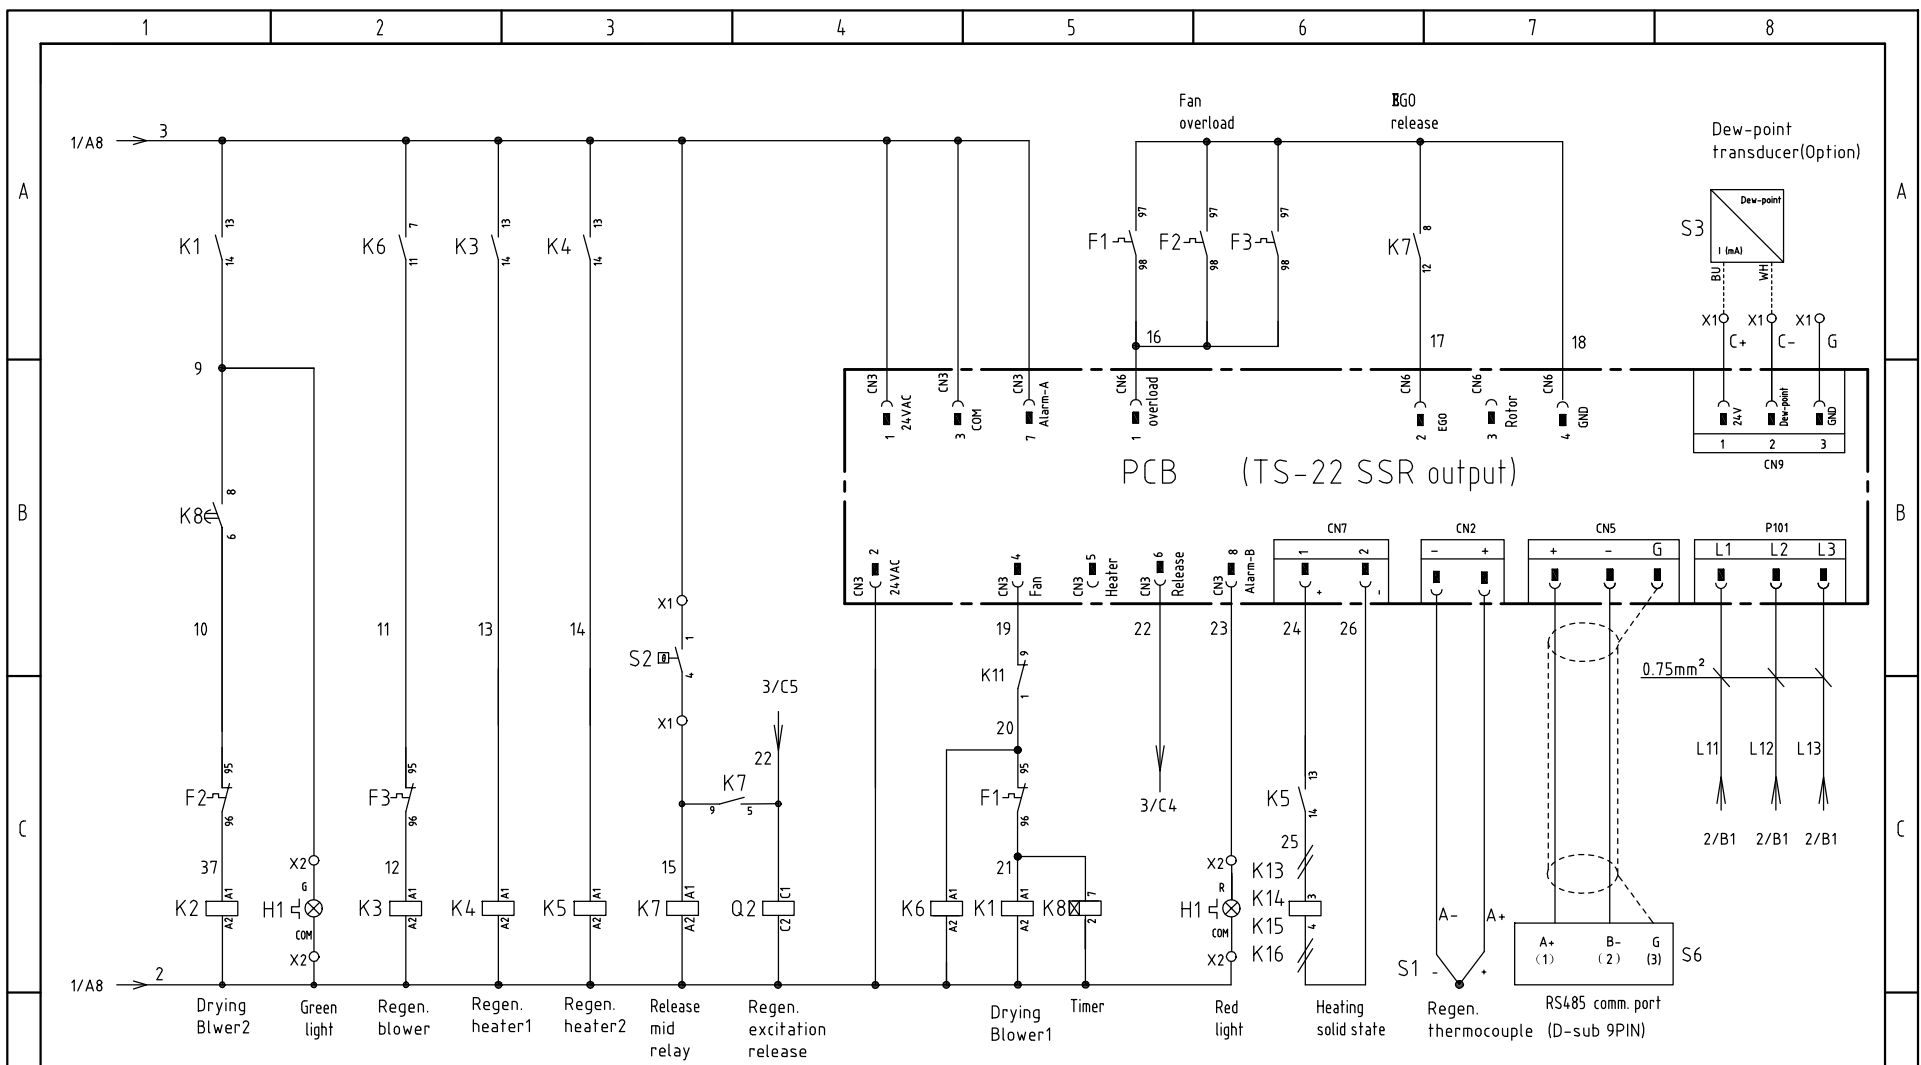 1 2 3 4 5 6 7 8
Fan
overload
EGO
release
Dew-point
transducer(Option)
1/A8 3
A A
Dew-point
S3
I (mA)
BU WH
K1 13 14
K6 7 11
K3 13 14
K4 13 14
F1 97 98
F2 97 98
F3 97 98
K7 8 12
X1 X1 X1
C+ C- G
16 17 18
9
CN3 1 24VAC
CN3 3 COM
CN3 7 Alarm-A
CN6 1 overload
CN6 2 EGO
CN6 3 Rotor
CN6 4 GND
24V Dew-point GND
1 2 3
CN9
PCB (TS-22 SSR output)
B B
K8 8 6
CN7 CN2 CN5 P101
CN3 2 24VAC
CN3 4 Fan
CN3 5 Heater
CN3 6 Release
CN3 8 Alarm-B
1 2
+ -
- +
+ - G
L1 L2 L3
X1
10 11 13 14
19 22 23 24 26
S2 1 4
K11 9 1
0.75mm²
3/C5
X1
20
22
L11 L12 L13
F2 95 96
F3 95 96
K7
9 5
F1 95 96
3/C4
K5 13 14
2/B1 2/B1 2/B1
C C
25
37
X2
12
15
21
X2
K13
K2 A1 A2
H1 G COM
K3 A1 A2
K4 A1 A2
K5 A1 A2
K7 A1 A2
Q2 C1 C2
K6 A1 A2
K1 A1 A2
K8 7 2
H1 R COM
K14 3
K15 4
K16
X2
X2
A- A+
S1 - +
A+ B- G
(1) (2) (3)
S6
1/A8 2
Drying
Blwer2
Green
light
Regen.
blower
Regen.
heater1
Regen.
heater2
Release
mid
relay
Regen.
excitation
release
Drying
Blower1
Timer
Red
light
Heating
solid state
Regen.
thermocouple
RS485 comm. port
(D-sub 9PIN)